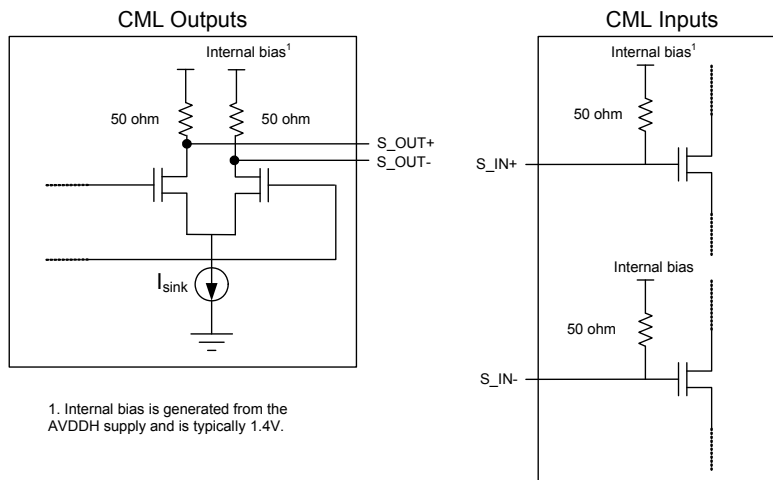 CML Outputs
Internal bias1
50 ohm
50 ohm
S_OUT+
S_OUT-
Isink
1. Internal bias is generated from the
AVDDH supply and is typically 1.4V.
CML Inputs
Internal bias1
50 ohm
S_IN+
Internal bias
50 ohm
S_IN-